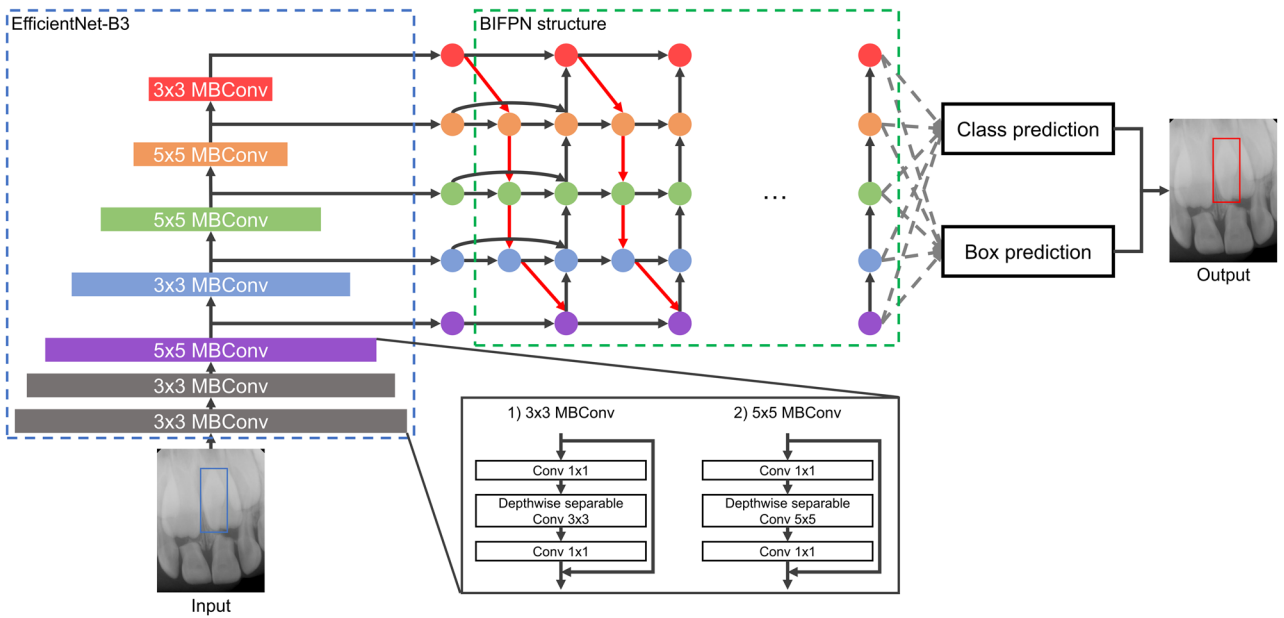 EfficientNet-B3
BIFPN structure
3x3 MBConv
5x5 MBConv
5x5 MBConv
3x3 MBConv
5x5 MBConv
3x3 MBConv
3x3 MBConv
Input
...
Class prediction
Box prediction
Output
1) 3x3 MBConv
Conv 1x1
Depthwise separable
Conv 3x3
Conv 1x1
2) 5x5 MBConv
Conv 1x1
Depthwise separable
Conv 5x5
Conv 1x1